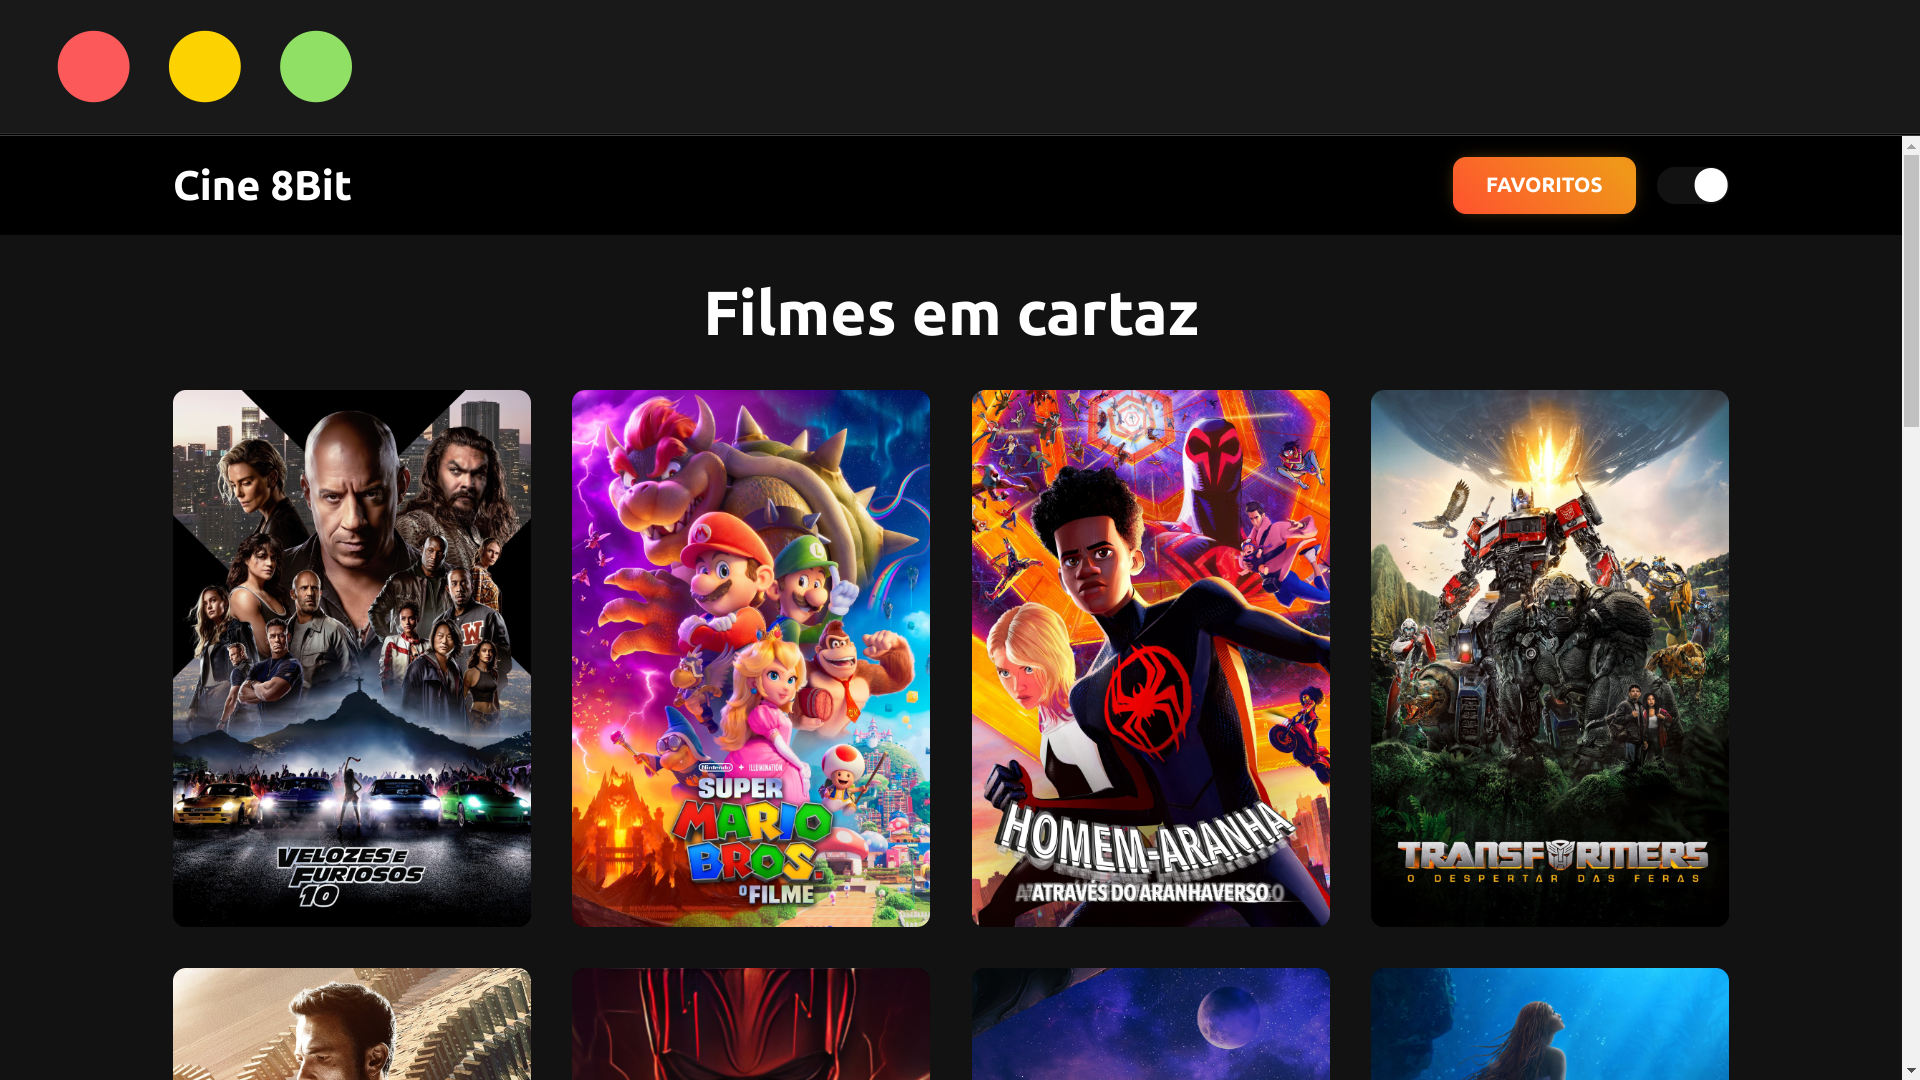 Cine 8Bit
FAVORITOS
Filmes em cartaz
VELOZES E
FURIOSOS
10
Nintendo + ILLUMINATION
SUPER
MARIO
BROS.
O FILME
HOMEM-ARANHA
ATRAVÉS DO ARANHAVERSO
TRANSFORMERS
O DESPERTAR DAS FERAS